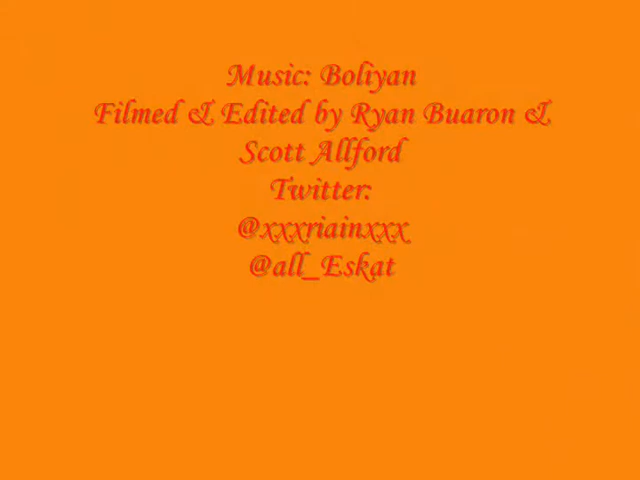 Music: Boliyan
Filmed & Edited by Ryan Buaron &
Scott Allford
Twitter:
@xxxriainxxx
@all_Eskat